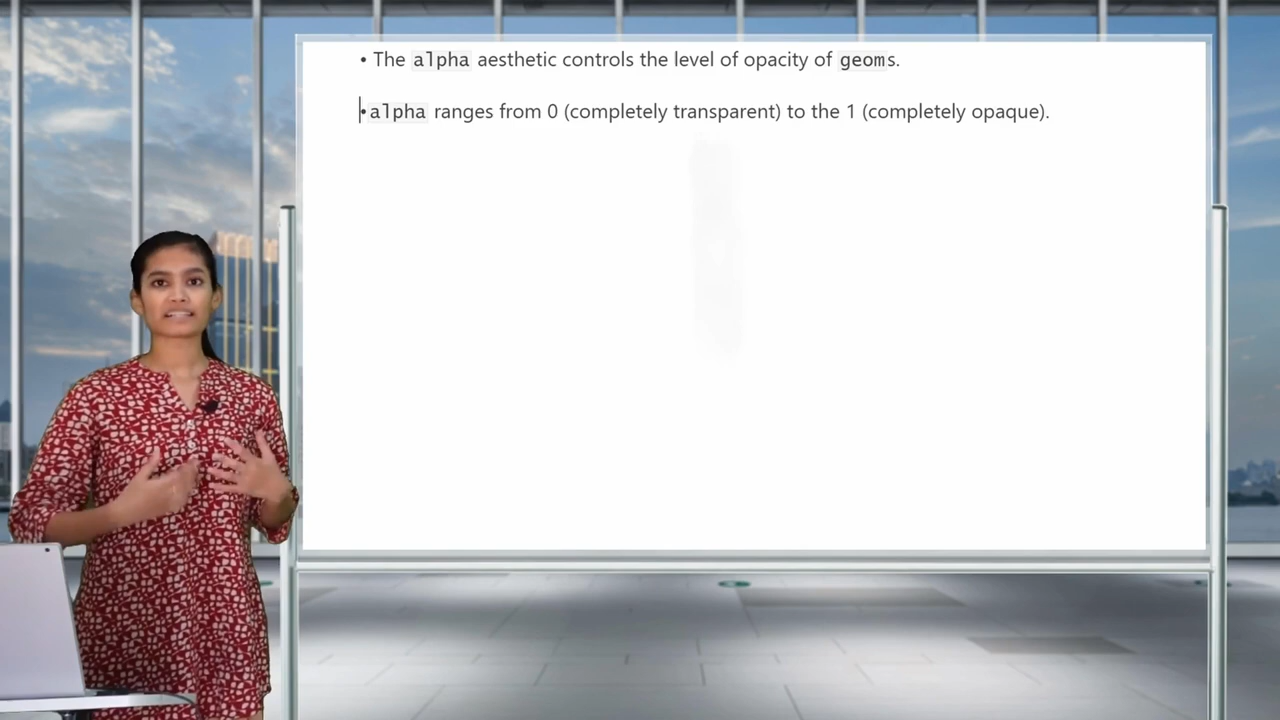 • The alpha aesthetic controls the level of opacity of geoms.
• alpha ranges from 0 (completely transparent) to the 1 (completely opaque).